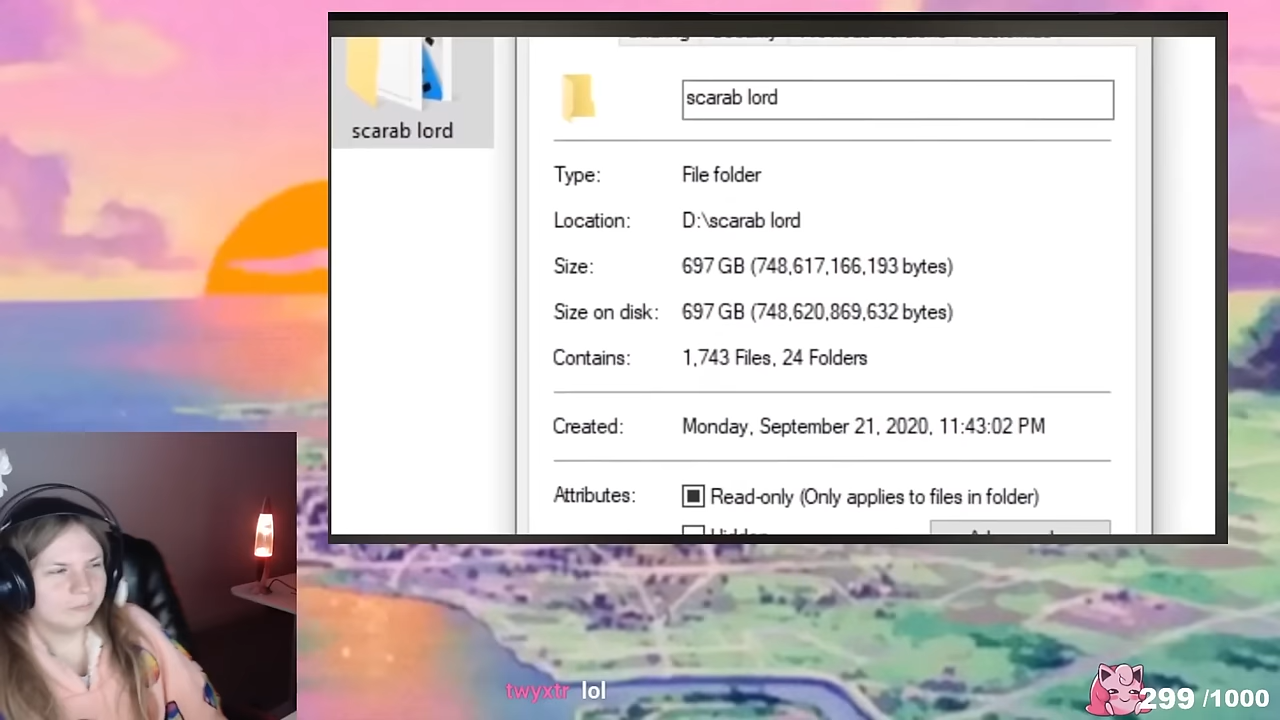 scarab lord
scarab lord
Type: File folder
Location: D:\scarab lord
Size: 697 GB (748,617,166,193 bytes)
Size on disk: 697 GB (748,620,869,632 bytes)
Contains: 1,743 Files, 24 Folders
Created: Monday, September 21, 2020, 11:43:02 PM
Attributes: Read-only (Only applies to files in folder)
twyxtr lol
299 /1000